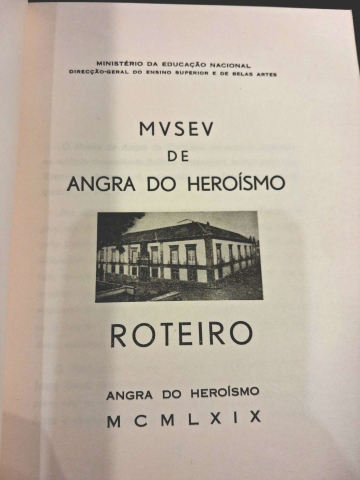 MINISTÉRIO DA EDUCAÇÃO NACIONAL
DIRECÇÃO-GERAL DO ENSINO SUPERIOR E DE BELAS ARTES
MVSEV
DE
ANGRA DO HEROÍSMO
ROTEIRO
ANGRA DO HEROÍSMO
MCMLXIX